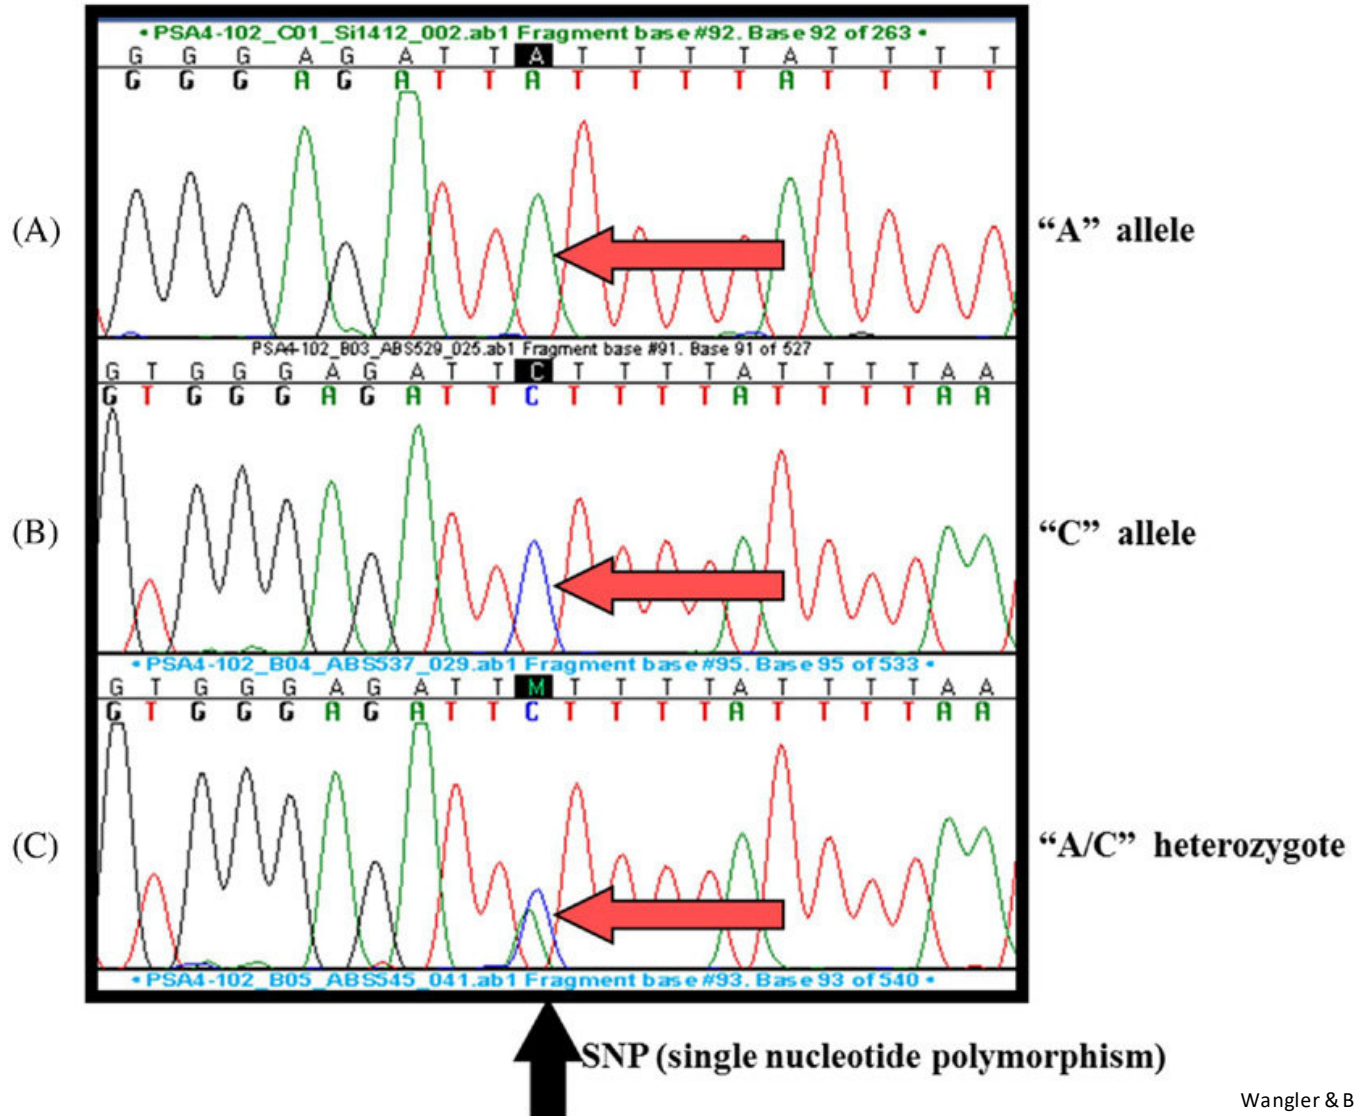 • PSA4-102_C01_Si1412_002.ab1 Fragment base #92. Base 92 of 263 •
G G G A G A T T A T T T T A T T T T
G G G A G A T T A T T T T A T T T T
(A)
“A” allele
PSA4-102_B03_ABS529_025.ab1 Fragment base #91. Base 91 of 527
G T G G G A G A T T C T T T T A T T T T A A
G T G G G A G A T T C T T T T A T T T T A A
(B)
“C” allele
• PSA4-102_B04_ABS537_029.ab1 Fragment base #95. Base 95 of 533 •
G T G G G A G A T T M T T T T A T T T T A A
G T G G G A G A T T C T T T T A T T T T A A
(C)
“A/C” heterozygote
• PSA4-102_B05_ABS545_041.ab1 Fragment base #93. Base 93 of 540 •
SNP (single nucleotide polymorphism)
Wangler & B